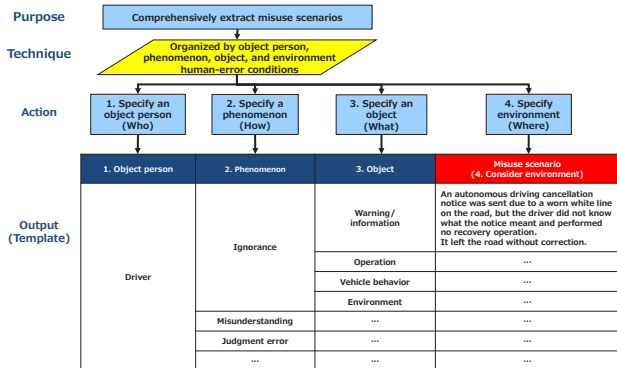 Purpose
Comprehensively extract misuse scenarios
Technique
Organized by object person,
phenomenon, object, and environment
human-error conditions
Action
1. Specify an
object person
(Who)
2. Specify a
phenomenon
(How)
3. Specify an
object
(What)
4. Specify
environment
(Where)
Output
(Template)
1. Object person
2. Phenomenon
3. Object
Misuse scenario
(4. Consider environment)
Driver
Ignorance
Warning/
information
An autonomous driving cancellation
notice was sent due to a worn white line
on the road, but the driver did not know
what the notice meant and performed
no recovery operation.
It left the road without correction.
Operation
...
Vehicle behavior
...
Environment
...
Misunderstanding
...
...
Judgment error
...
...
...
...
...